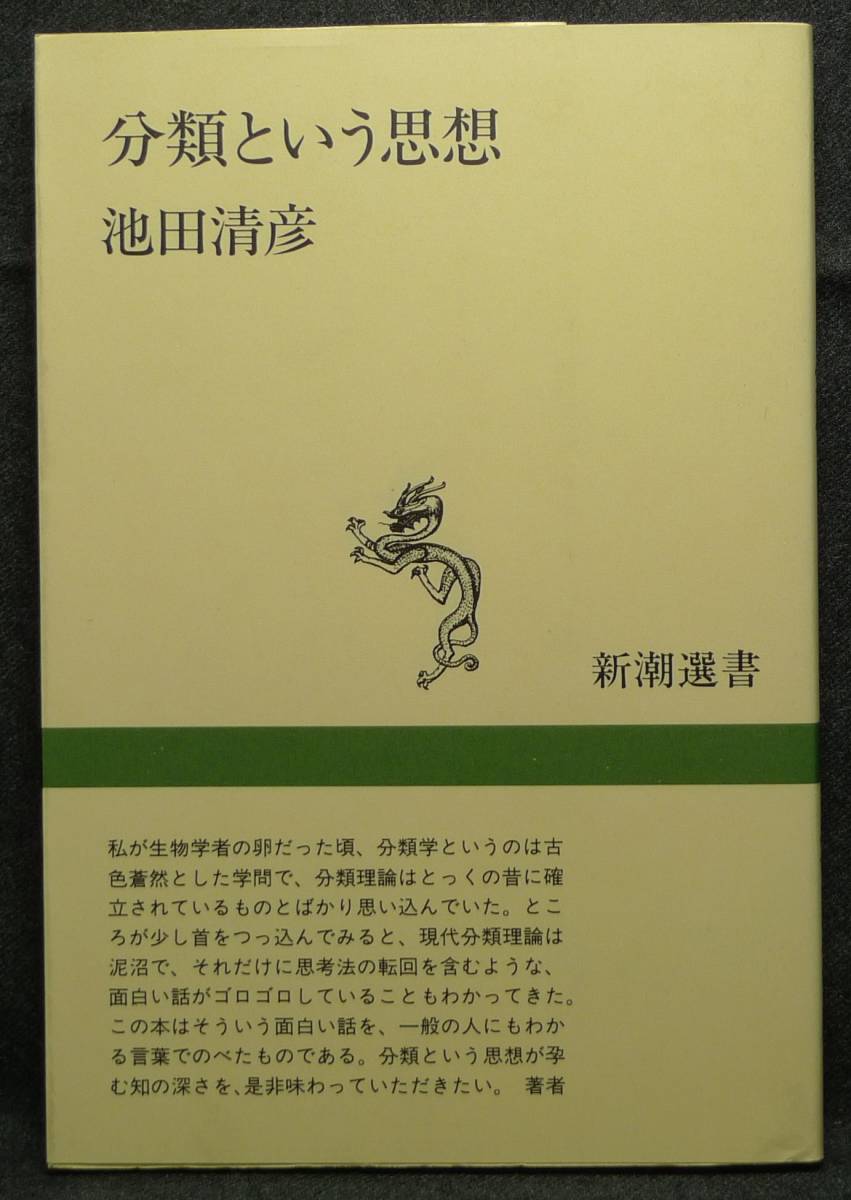 分類という思想
池田清彦
新潮選書
私が生物学者の卵だった頃、分類学というのは古
色蒼然とした学問で、分類理論はとっくの昔に確
立されているものとばかり思い込んでいた。とこ
ろが少し首をつっ込んでみると、現代分類理論は
泥沼で、それだけに思考法の転回を含むような、
面白い話がゴロゴロしていることもわかってきた。
この本はそういう面白い話を、一般の人にもわか
る言葉でのべたものである。分類という思想が孕
む知の深さを、是非味わっていただきたい。 著者